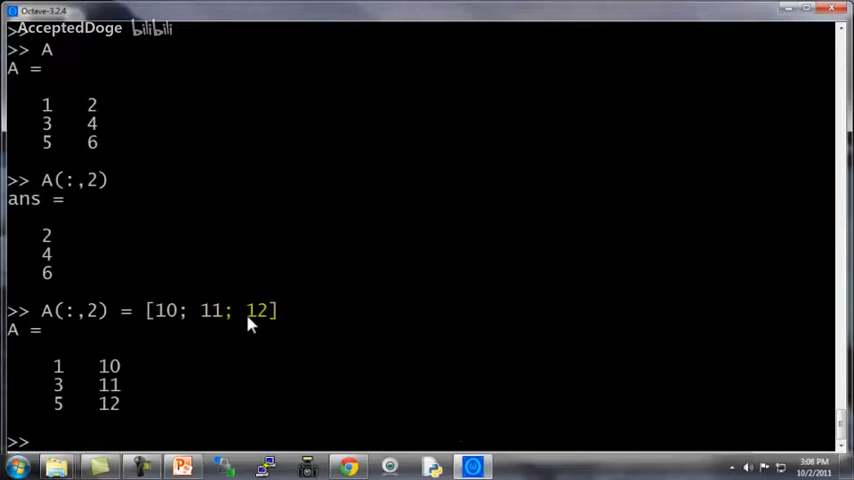 Octave-3.2.4
AcceptedDoge bilibili
>>
>> A
A =
1 2
3 4
5 6
>> A(:,2)
ans =
2
4
6
>> A(:,2) = [10; 11; 12]
A =
1 10
3 11
5 12
>>
3:08 PM
10/2/2011